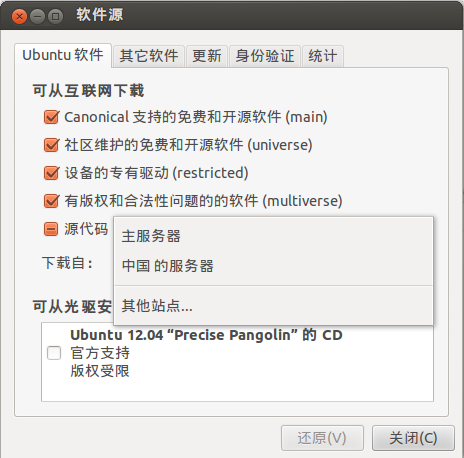 软件源
Ubuntu 软件 其它软件 更新 身份验证 统计
可从互联网下载
Canonical 支持的免费和开源软件 (main)
社区维护的免费和开源软件 (universe)
设备的专有驱动 (restricted)
有版权和合法性问题的的软件 (multiverse)
源代码
主服务器
下载自：
中国 的服务器
其他站点...
可从光驱安
Ubuntu 12.04 “Precise Pangolin” 的 CD
官方支持
版权受限
还原(V) 关闭(C)